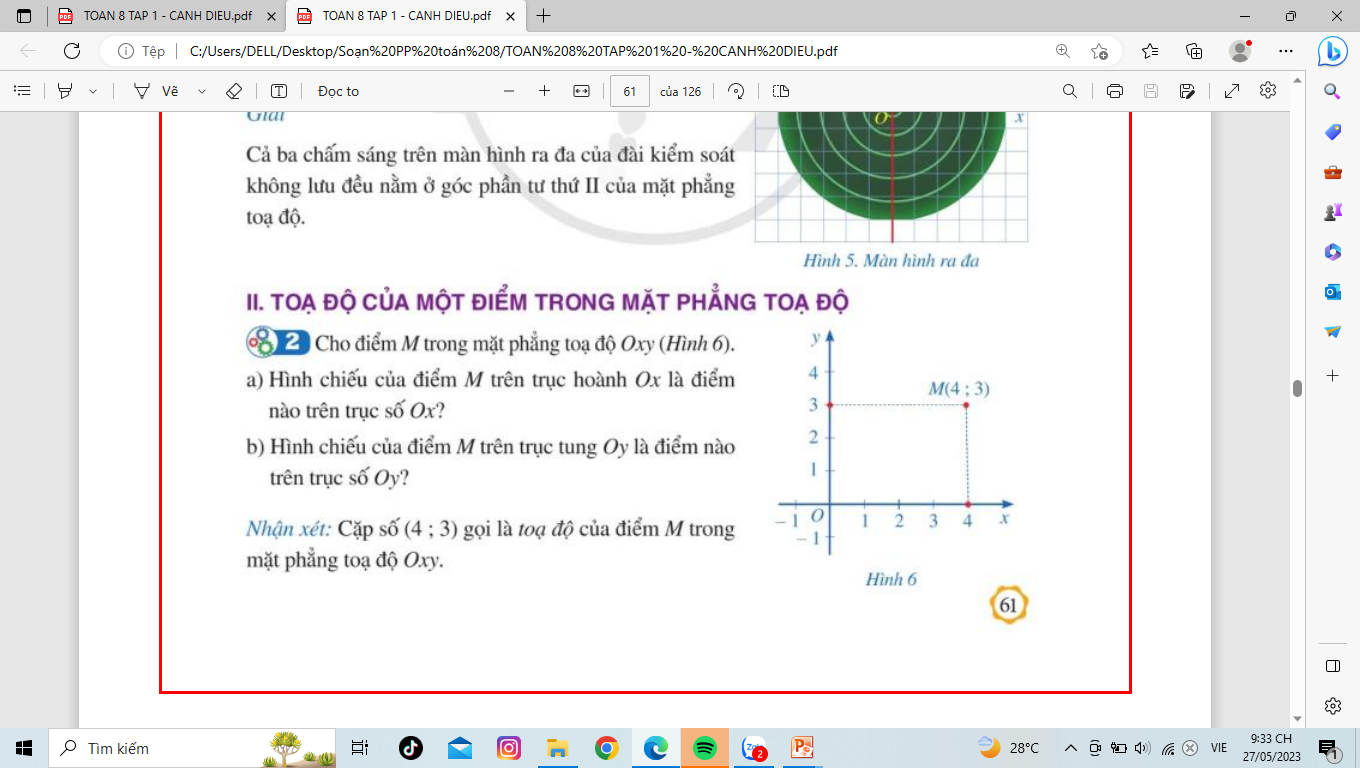 TOAN 8 TAP 1 - CANH DIEU.pdf
TOAN 8 TAP 1 - CANH DIEU.pdf
Tệp
C:/Users/DELL/Desktop/Soạn%20PP%20toán%208/TOAN%208%20TAP%201%20-%20CANH%20DIEU.pdf
Vẽ
Đọc to
61
của 126
Giải
Cả ba chấm sáng trên màn hình ra đa của đài kiểm soát
không lưu đều nằm ở góc phần tư thứ II của mặt phẳng
toạ độ.
O
x
Hình 5. Màn hình ra đa
II. TOẠ ĐỘ CỦA MỘT ĐIỂM TRONG MẶT PHẲNG TOẠ ĐỘ
2 Cho điểm M trong mặt phẳng toạ độ Oxy (Hình 6).
a) Hình chiếu của điểm M trên trục hoành Ox là điểm
nào trên trục số Ox?
b) Hình chiếu của điểm M trên trục tung Oy là điểm nào
trên trục số Oy?
Nhận xét: Cặp số (4 ; 3) gọi là toạ độ của điểm M trong
mặt phẳng toạ độ Oxy.
y
4
M(4 ; 3)
3
2
1
– 1 O 1 2 3 4 x
– 1
Hình 6
61
Tìm kiếm
Zalo
2
28°C
VIE
9:33 CH
27/05/2023
1